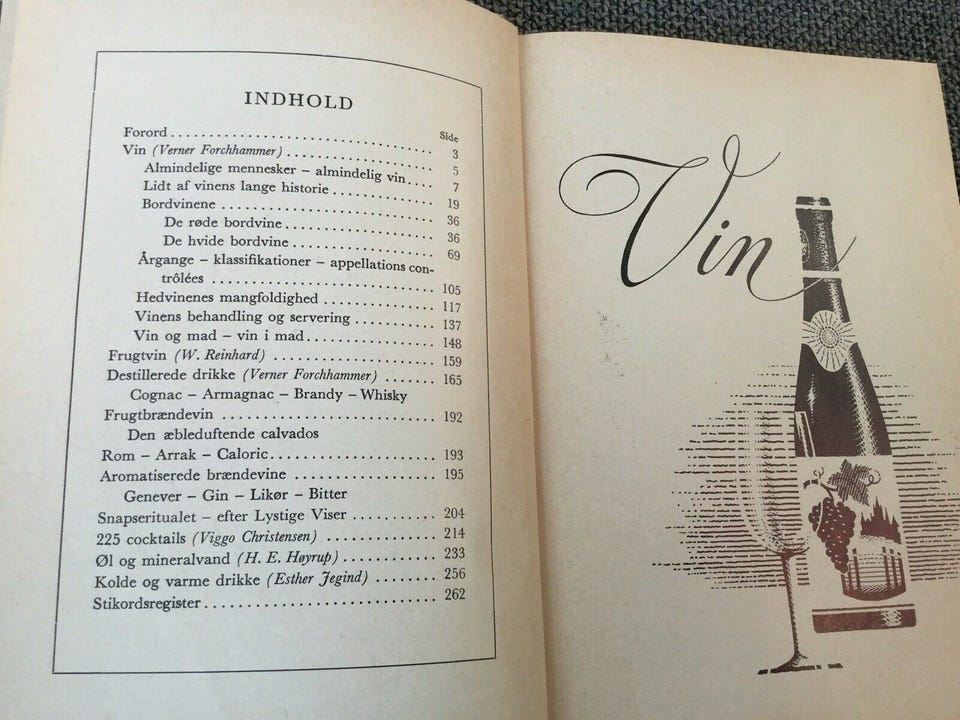 INDHOLD
Side
Forord 3
Vin (Verner Forchhammer) 5
Almindelige mennesker – almindelig vin 7
Lidt af vinens lange historie 19
Bordvinene 36
De røde bordvine 36
De hvide bordvine 69
Årgange – klassifikationer – appellations con-
trôlées 105
Hedvinenes mangfoldighed 117
Vinens behandling og servering 137
Vin og mad – vin i mad 148
Frugtvin (W. Reinhard) 159
Destillerede drikke (Verner Forchhammer) 165
Cognac – Armagnac – Brandy – Whisky
Frugtbrændevin 192
Den æbleduftende calvados
Rom – Arrak – Caloric 193
Aromatiserede brændevine 195
Genever – Gin – Likør – Bitter
Snapseritualet – efter Lystige Viser 204
225 cocktails (Viggo Christensen) 214
Øl og mineralvand (H. E. Høyrup) 233
Kolde og varme drikke (Esther Jegind) 256
Stikordsregister 262
Vin